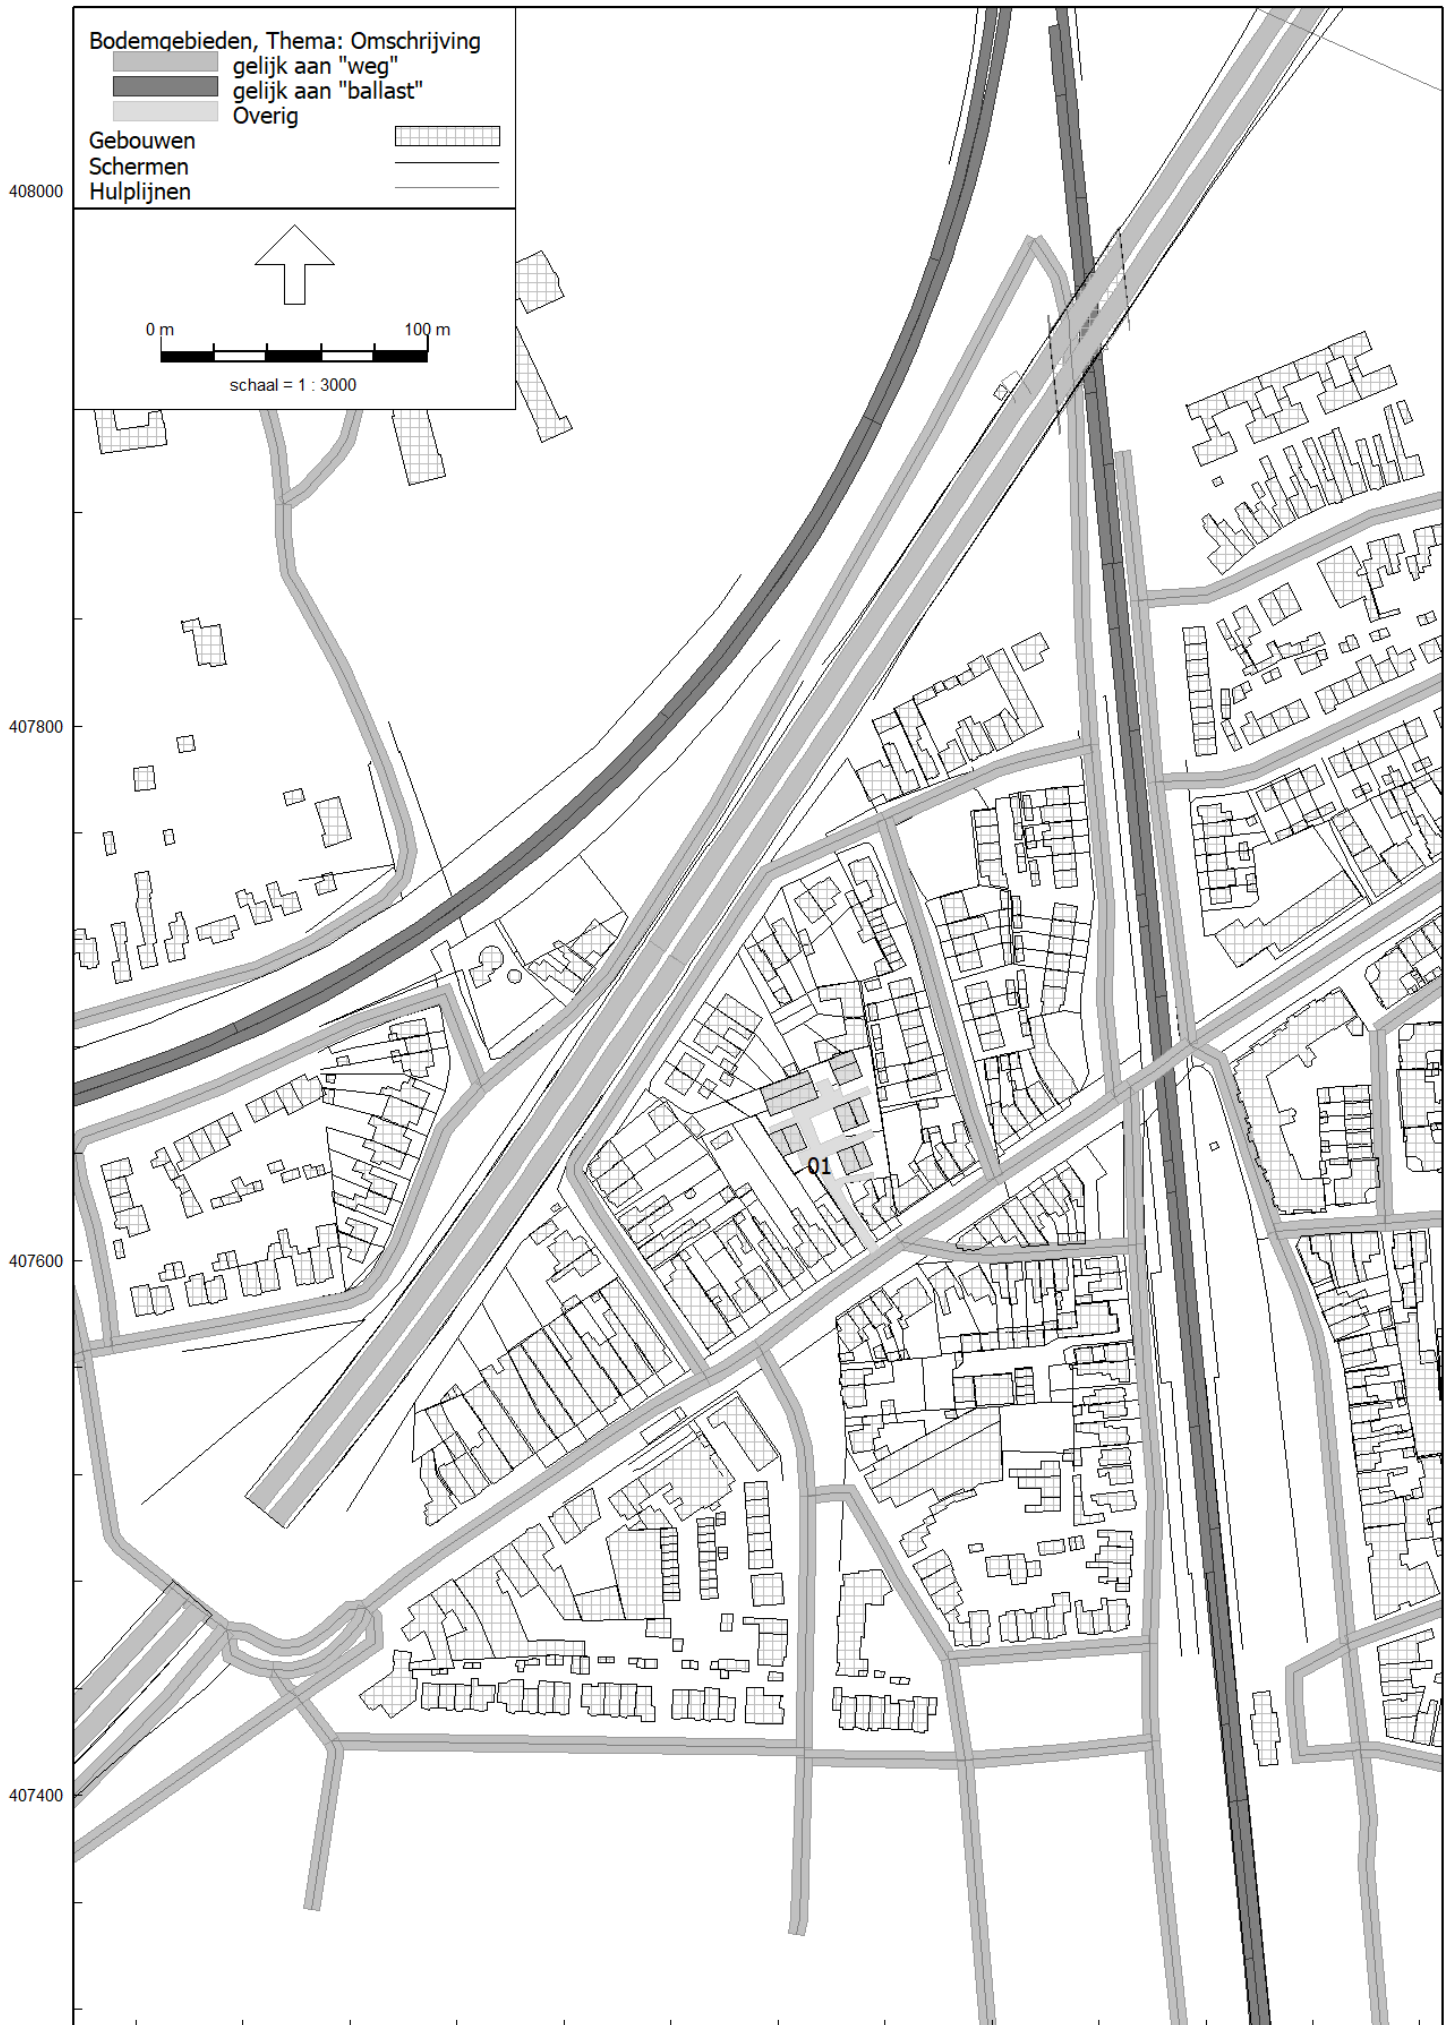 Bodemgebieden, Thema: Omschrijving
gelijk aan "weg"
gelijk aan "ballast"
Overig
Gebouwen
Schermen
Hulplijnen
0 m 100 m
schaal = 1 : 3000
408000
407800
01
407600
407400